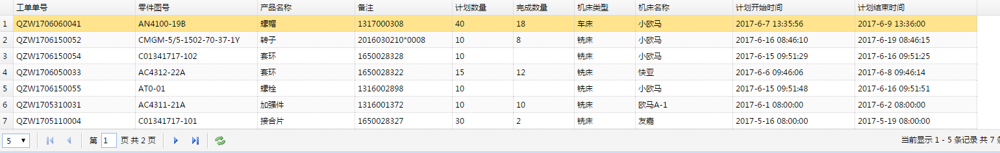 工单单号 零件图号 产品名称 备注 计划数量 完成数量 机床类型 机床名称 计划开始时间 计划结束时间
1 QZW1706060041 AN4100-19B 螺帽 1317000308 40 18 车床 小欧马 2017-6-7 13:35:56 2017-6-9 13:36:00
2 QZW1706150052 CMGM-5/5-1502-70-37-1Y 转子 2016030210*0008 10 8 铣床 小欧马 2017-6-16 08:46:10 2017-6-19 08:46:15
3 QZW1706150054 C01341717-102 套环 1650028328 10 铣床 小欧马 2017-6-15 09:51:29 2017-6-16 09:51:25
4 QZW1706050033 AC4312-22A 套环 1650028322 15 12 铣床 快亚 2017-6-6 09:46:06 2017-6-8 09:46:14
5 QZW1706150055 AT0-01 螺栓 1316002898 10 铣床 小欧马 2017-6-15 09:51:48 2017-6-16 09:51:51
6 QZW1705310031 AC4311-21A 加强件 1316001372 10 10 铣床 欧马A-1 2017-6-1 08:00:00 2017-6-2 08:00:00
7 QZW1705110004 C01341717-101 接合片 1650028327 30 2 铣床 友嘉 2017-5-16 08:00:00 2017-5-19 08:00:00
5 第 1 页 共 2 页 当前显示 1 - 5 条记录 共 7